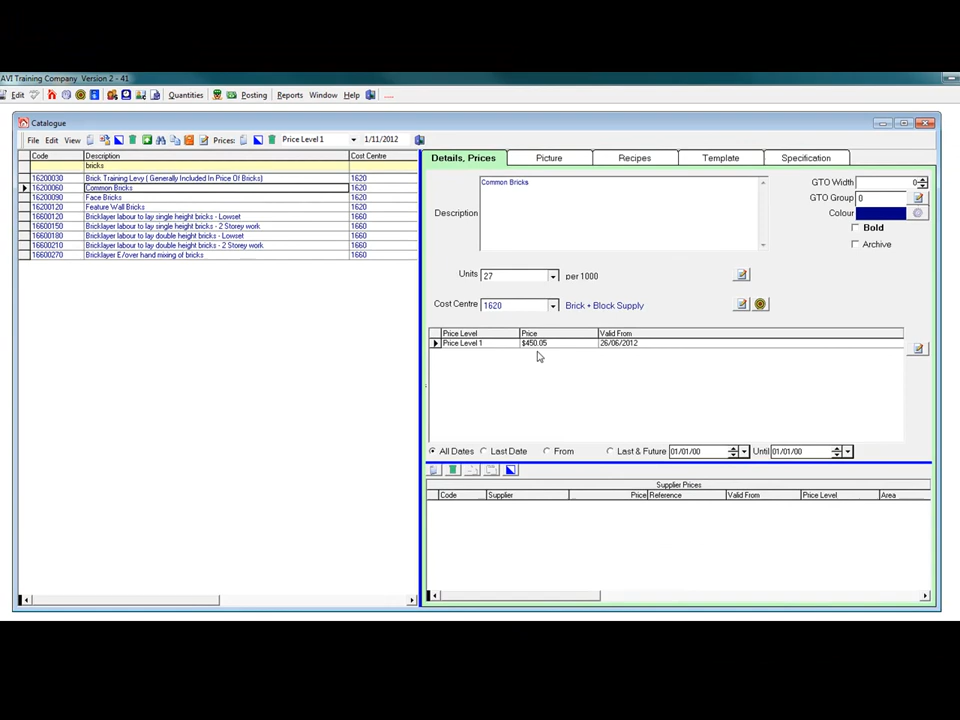 AVI Training Company Version 2 - 41
Edit Quantities Posting Reports Window Help
Catalogue
File Edit View Prices: Price Level 1 1/11/2012
Code Description Cost Centre
bricks
16200030 Brick Training Levy ( Generally Included In Price Of Bricks) 1620
16200060 Common Bricks 1620
16200090 Face Bricks 1620
16200120 Feature Wall Bricks 1620
16600120 Bricklayer labour to lay single height bricks - Lowset 1660
16600150 Bricklayer labour to lay single height bricks - 2 Storey work 1660
16600180 Bricklayer labour to lay double height bricks - Lowset 1660
16600210 Bricklayer labour to lay double height bricks - 2 Storey work 1660
16600270 Bricklayer E/over hand mixing of bricks 1660
Details, Prices Picture Recipes Template Specification
Description Common Bricks
GTO Width 0
GTO Group 0
Colour
Bold
Archive
Units 27 per 1000
Cost Centre 1620 Brick + Block Supply
Price Level Price Valid From
Price Level 1 $450.05 26/06/2012
All Dates Last Date From Last & Future 01/01/00 Until 01/01/00
Supplier Prices
Code Supplier Price Reference Valid From Price Level Area